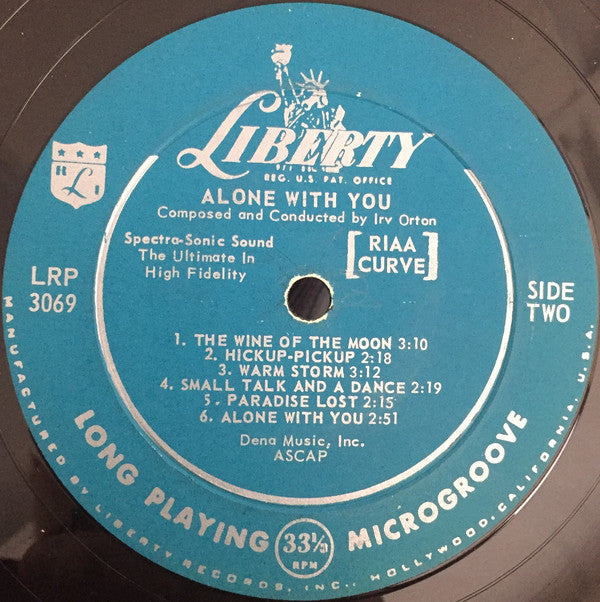 LIBERTY
REG. U.S. PAT. OFFICE
ALONE WITH YOU
Composed and Conducted by Irv Orton
Spectra-Sonic Sound
The Ultimate In
High Fidelity
[RIAA
CURVE]
LRP
3069
SIDE
TWO
1. THE WINE OF THE MOON 3:10
2. HICKUP-PICKUP 2:18
3. WARM STORM 3:12
4. SMALL TALK AND A DANCE 2:19
5. PARADISE LOST 2:15
6. ALONE WITH YOU 2:51
Dena Music, Inc.
ASCAP
LONG PLAYING 33⅓ RPM MICROGROOVE
MANUFACTURED BY LIBERTY RECORDS, INC., HOLLYWOOD, CALIFORNIA, U.S.A.